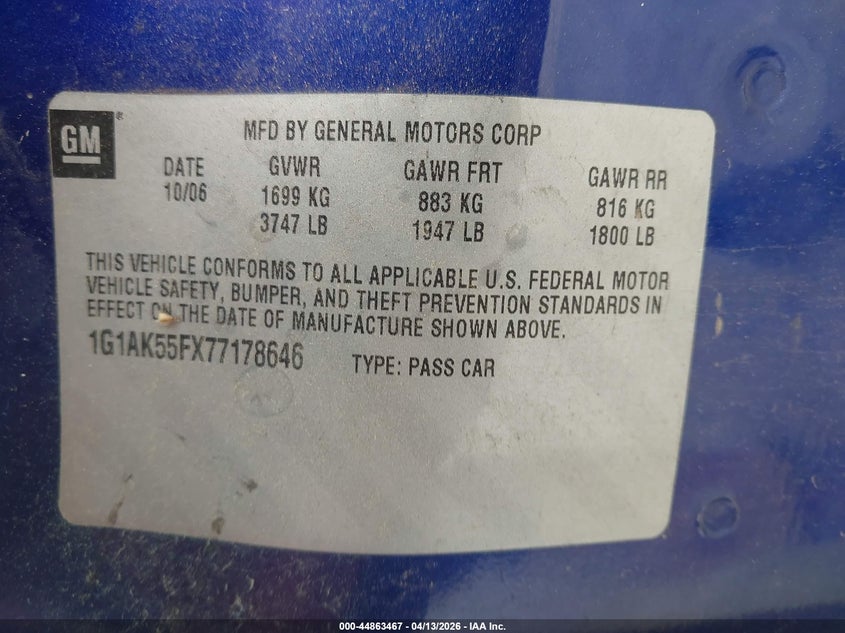 GM
MFD BY GENERAL MOTORS CORP
DATE GVWR GAWR FRT GAWR RR
10/06 1699 KG 883 KG 816 KG
3747 LB 1947 LB 1800 LB
THIS VEHICLE CONFORMS TO ALL APPLICABLE U.S. FEDERAL MOTOR
VEHICLE SAFETY, BUMPER, AND THEFT PREVENTION STANDARDS IN
EFFECT ON THE DATE OF MANUFACTURE SHOWN ABOVE.
1G1AK55FX77178646 TYPE: PASS CAR
000-44863467 - 04/13/2026 - IAA Inc.